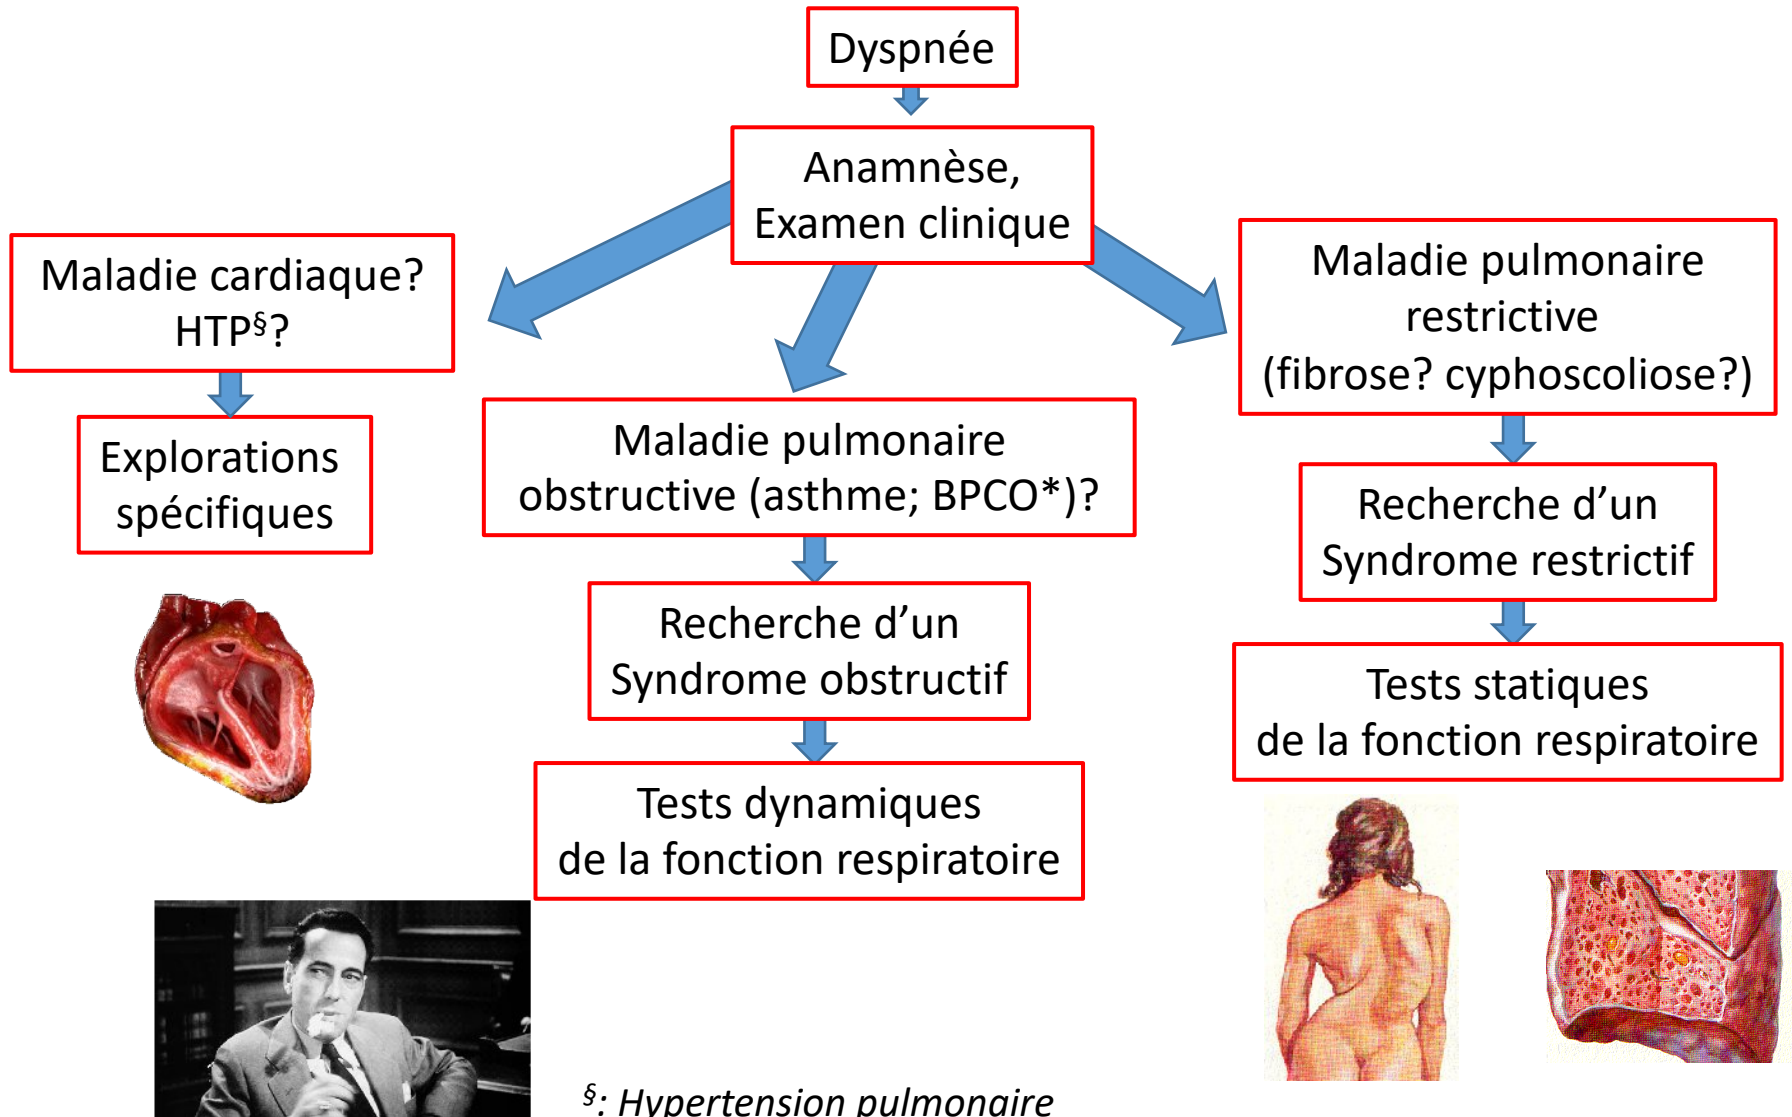 Dyspnée
Anamnèse,
Examen clinique
Maladie cardiaque?
HTP§?
Explorations
spécifiques
Maladie pulmonaire
obstructive (asthme; BPCO*)?
Recherche d’un
Syndrome obstructif
Tests dynamiques
de la fonction respiratoire
Maladie pulmonaire
restrictive
(fibrose? cyphoscoliose?)
Recherche d’un
Syndrome restrictif
Tests statiques
de la fonction respiratoire
§: Hypertension pulmonaire